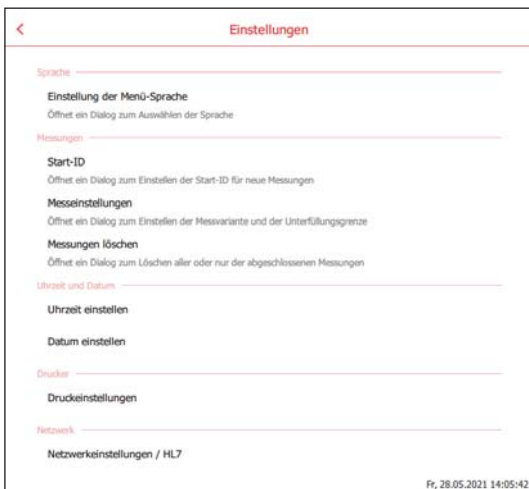 Einstellungen
Sprache
Einstellung der Menü-Sprache
Öffnet ein Dialog zum Auswählen der Sprache
Messungen
Start-ID
Öffnet ein Dialog zum Einstellen der Start-ID für neue Messungen
Messeinstellungen
Öffnet ein Dialog zum Einstellen der Messvariante und der Unterfüllungsgrenze
Messungen löschen
Öffnet ein Dialog zum Löschen aller oder nur der abgeschlossenen Messungen
Uhrzeit und Datum
Uhrzeit einstellen
Datum einstellen
Drucker
Druckeinstellungen
Netzwerk
Netzwerkeinstellungen / HL7
Fr, 28.05.2021 14:05:42